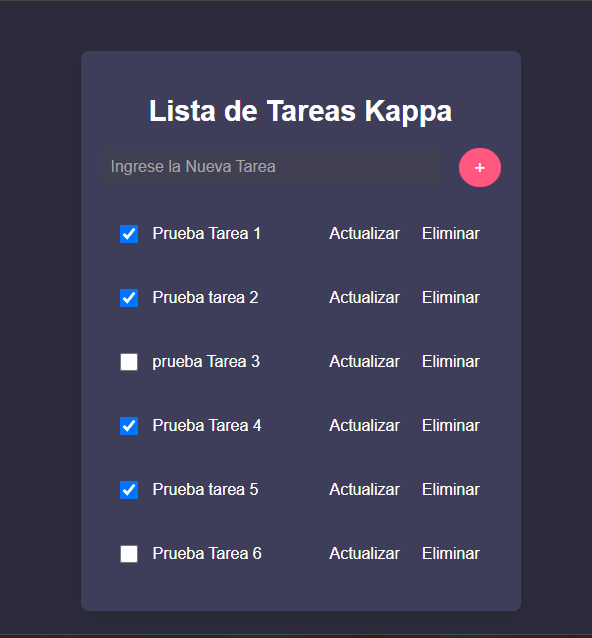 Lista de Tareas Kappa
Ingrese la Nueva Tarea +
Prueba Tarea 1 Actualizar Eliminar
Prueba tarea 2 Actualizar Eliminar
prueba Tarea 3 Actualizar Eliminar
Prueba Tarea 4 Actualizar Eliminar
Prueba tarea 5 Actualizar Eliminar
Prueba Tarea 6 Actualizar Eliminar